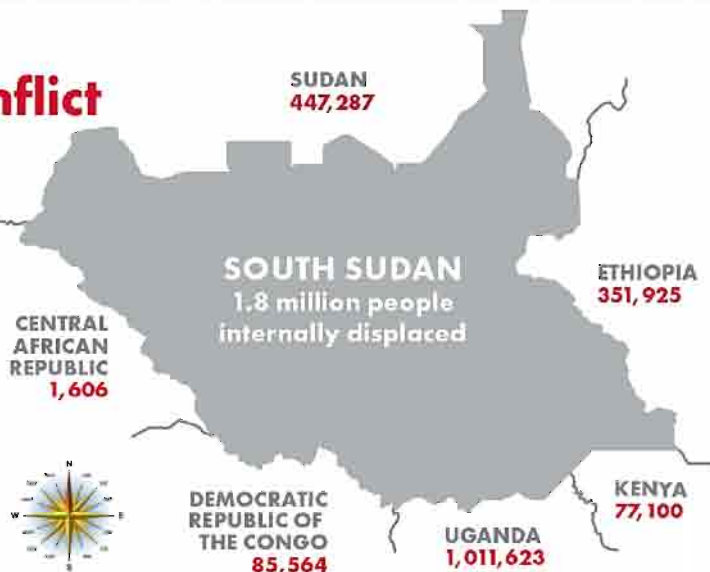 nflict
SUDAN
447,287
SOUTH SUDAN
1.8 million people
internally displaced
ETHIOPIA
351,925
CENTRAL
AFRICAN
REPUBLIC
1,606
N
W
E
S
DEMOCRATIC
REPUBLIC OF
THE CONGO
85,564
UGANDA
1,011,623
KENYA
77,100